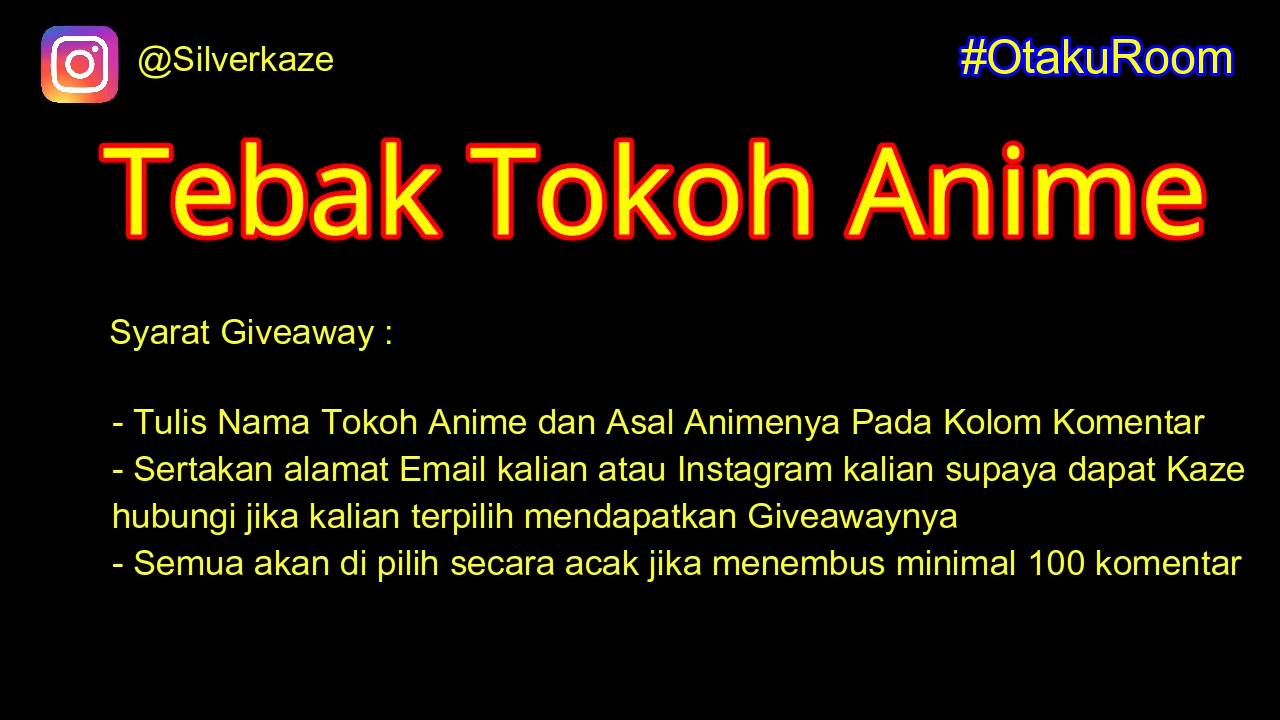 @Silverkaze
#OtakuRoom
Tebak Tokoh Anime
Syarat Giveaway :
- Tulis Nama Tokoh Anime dan Asal Animenya Pada Kolom Komentar
- Sertakan alamat Email kalian atau Instagram kalian supaya dapat Kaze
hubungi jika kalian terpilih mendapatkan Giveawaynya
- Semua akan di pilih secara acak jika menembus minimal 100 komentar